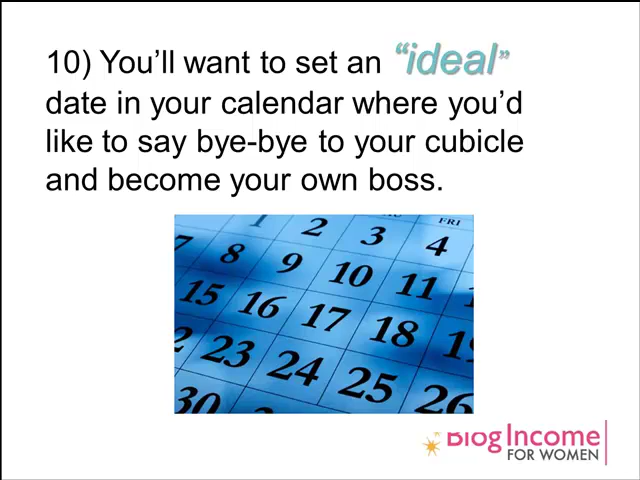 10) You’ll want to set an “ideal”
date in your calendar where you’d
like to say bye-bye to your cubicle
and become your own boss.
FRI
1 2 3 4
7 8 9 10 11
15 16 17 18
23 24 25 26
30
Blog Income
FOR WOMEN